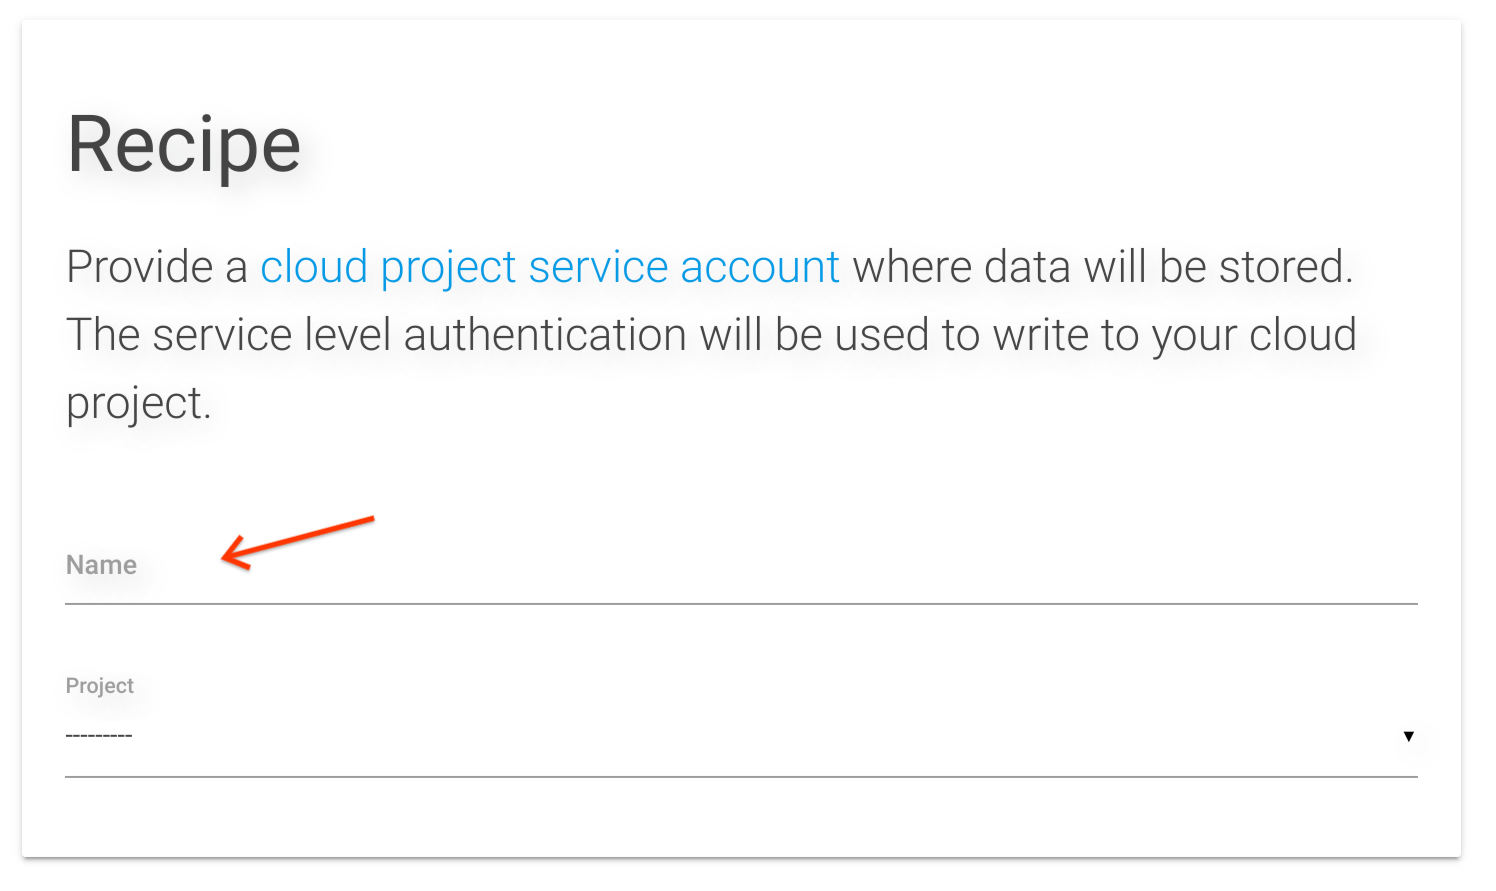 Recipe
Provide a cloud project service account where data will be stored.
The service level authentication will be used to write to your cloud
project.
Name
Project
---------